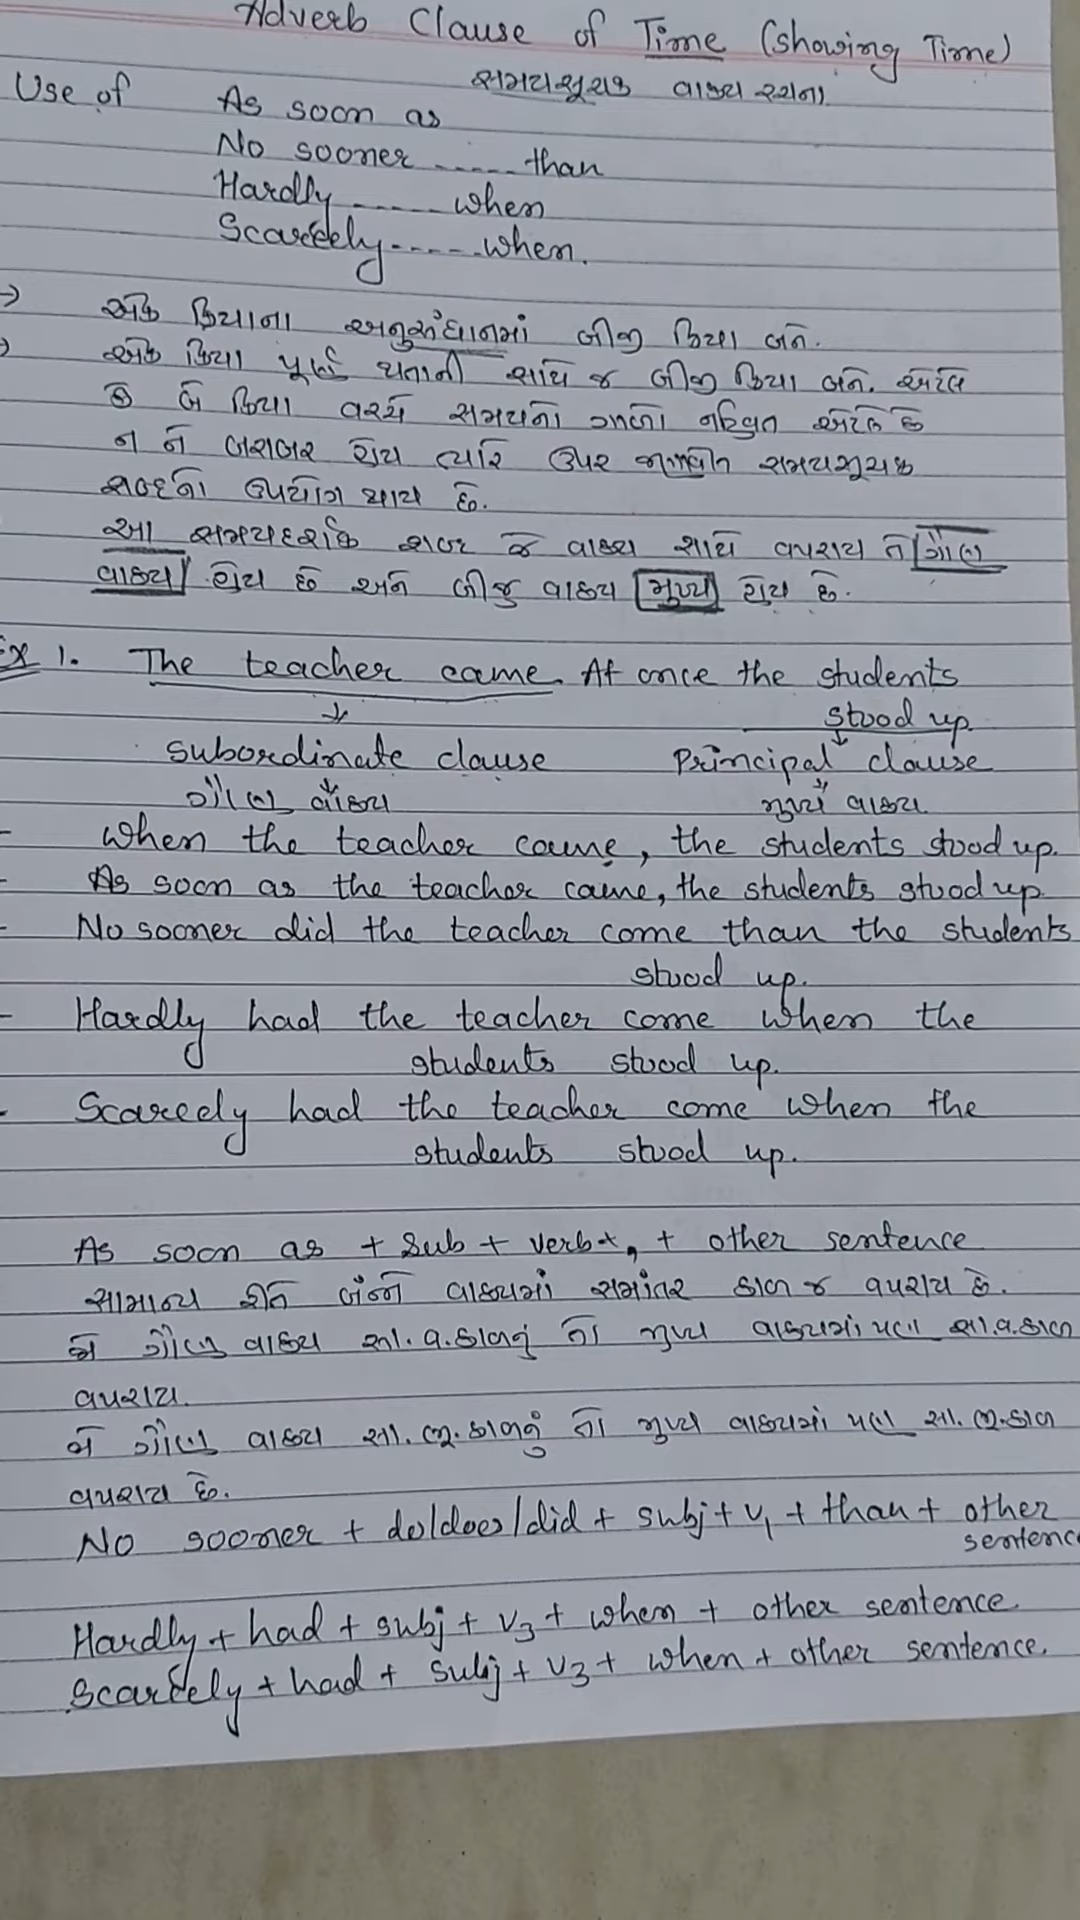 Adverb Clause of Time (showing Time)
સમયસૂચક વાક્ય રચના
Use of As soon as
No sooner ..... than
Hardly ..... when
Scarcely ..... when.
→ એક ક્રિયાના અનુસંધાનમાં બીજી ક્રિયા બને.
→ એક ક્રિયા પૂર્ણ થતાની સાથે જ બીજી ક્રિયા બને. એટલે
કે બે ક્રિયા વચ્ચે સમયનો ગાળો નહિવત એટલે કે
ન ને બરાબર હોય ત્યારે ઉપર સમયસૂચક
શબ્દનો ઉપયોગ થાય છે.
આ સમયદર્શક શબ્દ જે વાક્ય સાથે વપરાય તે ગૌણ
વાક્ય હોય છે અને બીજુ વાક્ય મુખ્ય હોય છે.
Ex 1. The teacher came. At once the students
stood up.
subordinate clause Principal clause
ગૌણ વાક્ય મુખ્ય વાક્ય
- When the teacher came, the students stood up.
- As soon as the teacher came, the students stood up
- No sooner did the teacher come than the students
stood up.
- Hardly had the teacher come when the
students stood up.
- Scarcely had the teacher come when the
students stood up.
As soon as + Sub + verb+, + other sentence
સામાન્ય રીતે બંને વાક્યમાં સમાંતર કાળ જ વપરાય છે.
જો ગૌણ વાક્ય સા. વ. કાળનું તો મુખ્ય વાક્યમાં પણ સા. વ. કાળ
વપરાય.
જો ગૌણ વાક્ય સા. ભૂ. કાળનું તો મુખ્ય વાક્યમાં પણ સા. ભૂ. કાળ
વપરાય છે.
No sooner + do/does/did + subj + v₁ + than + other
sentence
Hardly + had + subj + v3 + when + other sentence.
Scarcely + had + subj + v3 + when + other sentence.